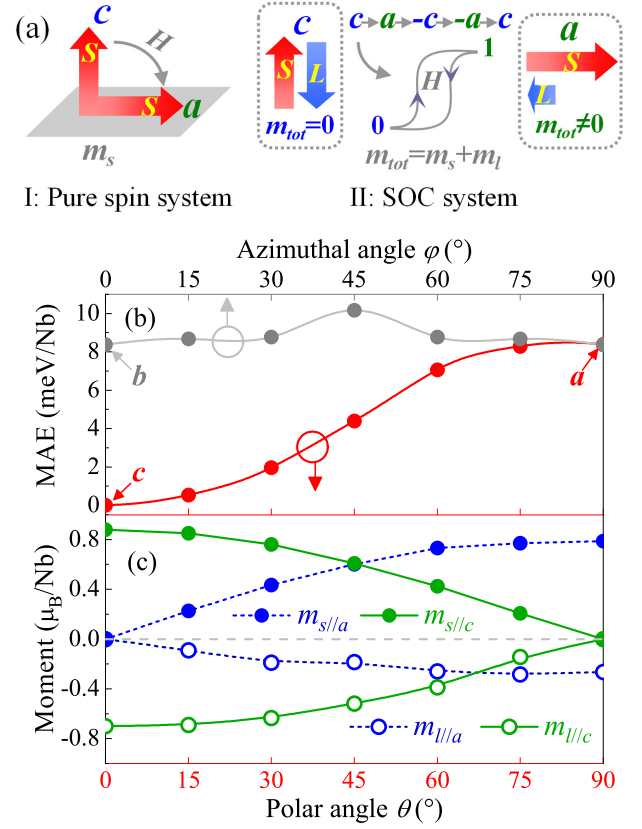 (a)
c
S
H
S
a
m_s
I: Pure spin system
c
S
L
m_tot=0
c→a→-c→-a→c
1
H
0
m_tot=m_s+m_l
a
S
L
m_tot≠0
II: SOC system
Azimuthal angle φ (°)
0 15 30 45 60 75 90
(b)
b
a
c
MAE (meV/Nb)
10
8
6
4
2
0
(c)
m_s//a
m_s//c
m_l//a
m_l//c
Moment (μ_B/Nb)
0.8
0.4
0.0
-0.4
-0.8
0 15 30 45 60 75 90
Polar angle θ (°)